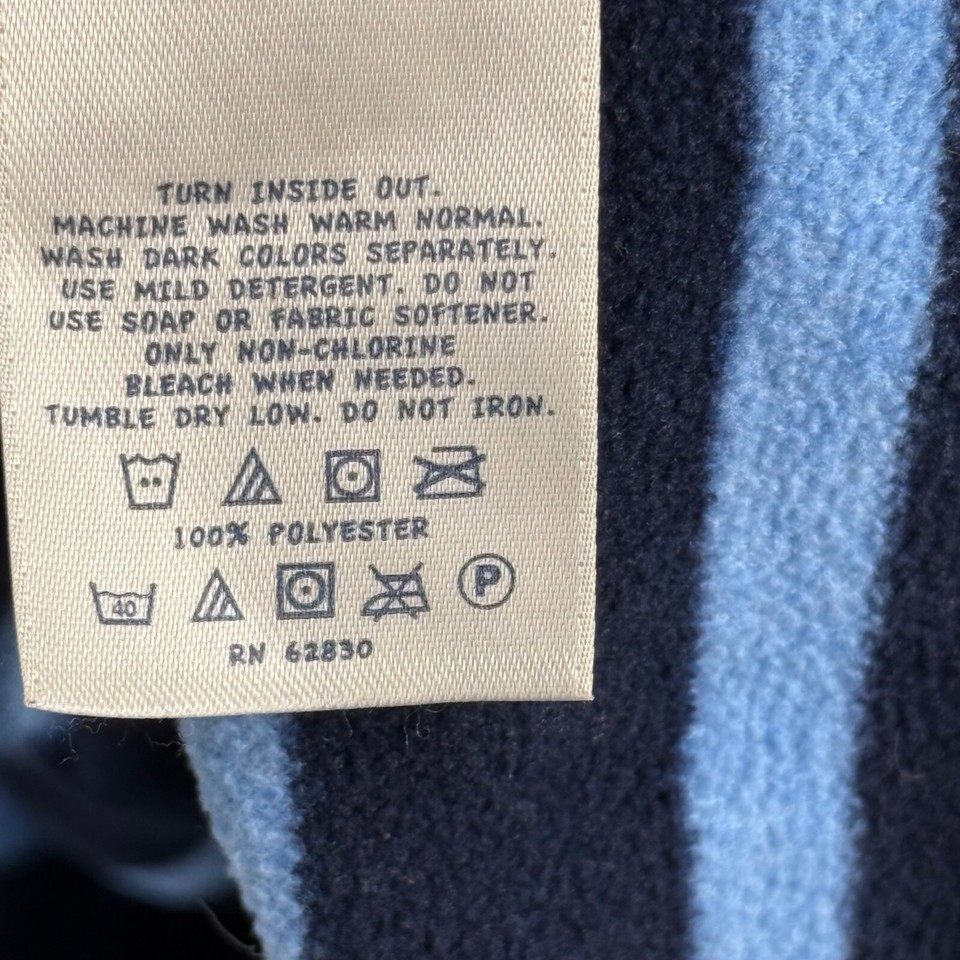 TURN INSIDE OUT.
MACHINE WASH WARM NORMAL.
WASH DARK COLORS SEPARATELY.
USE MILD DETERGENT. DO NOT
USE SOAP OR FABRIC SOFTENER.
ONLY NON-CHLORINE
BLEACH WHEN NEEDED.
TUMBLE DRY LOW. DO NOT IRON.
100% POLYESTER
40 P
RN 62830